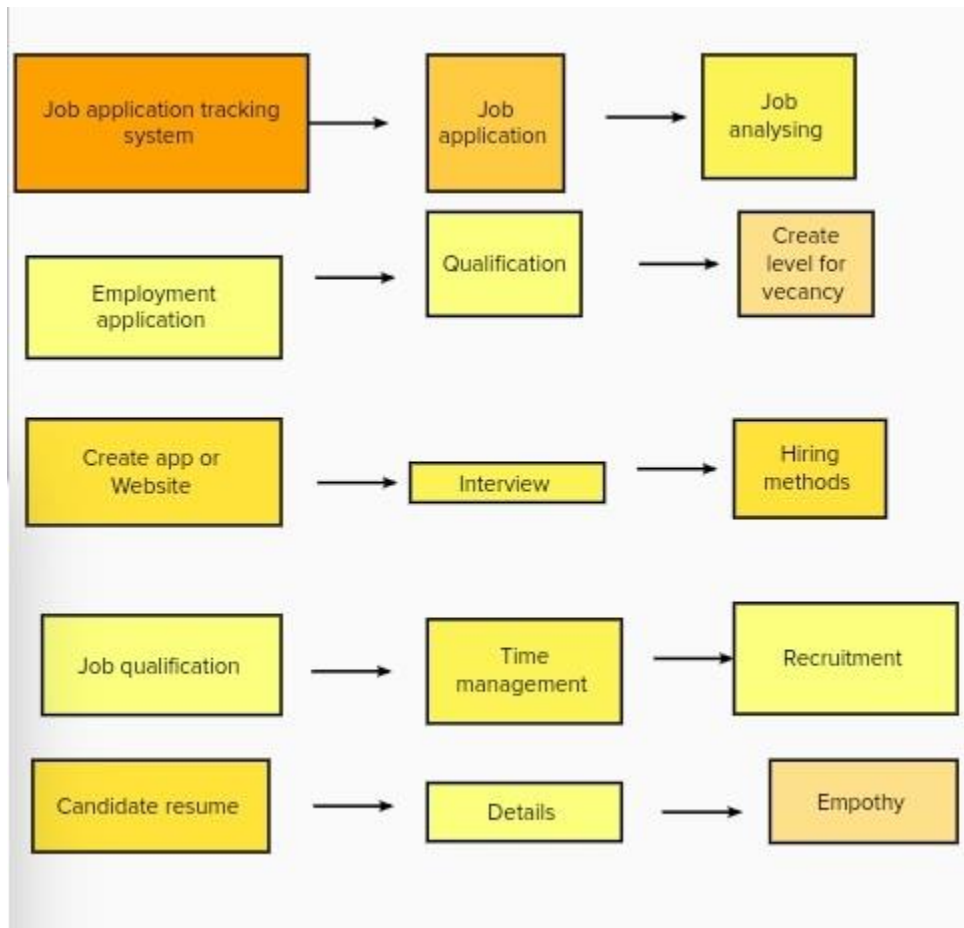 Job application tracking
system
Job
application
Job
analysing
Employment
application
Qualification
Create
level for
vecancy
Create app or
Website
Interview
Hiring
methods
Job qualification
Time
management
Recruitment
Candidate resume
Details
Empothy